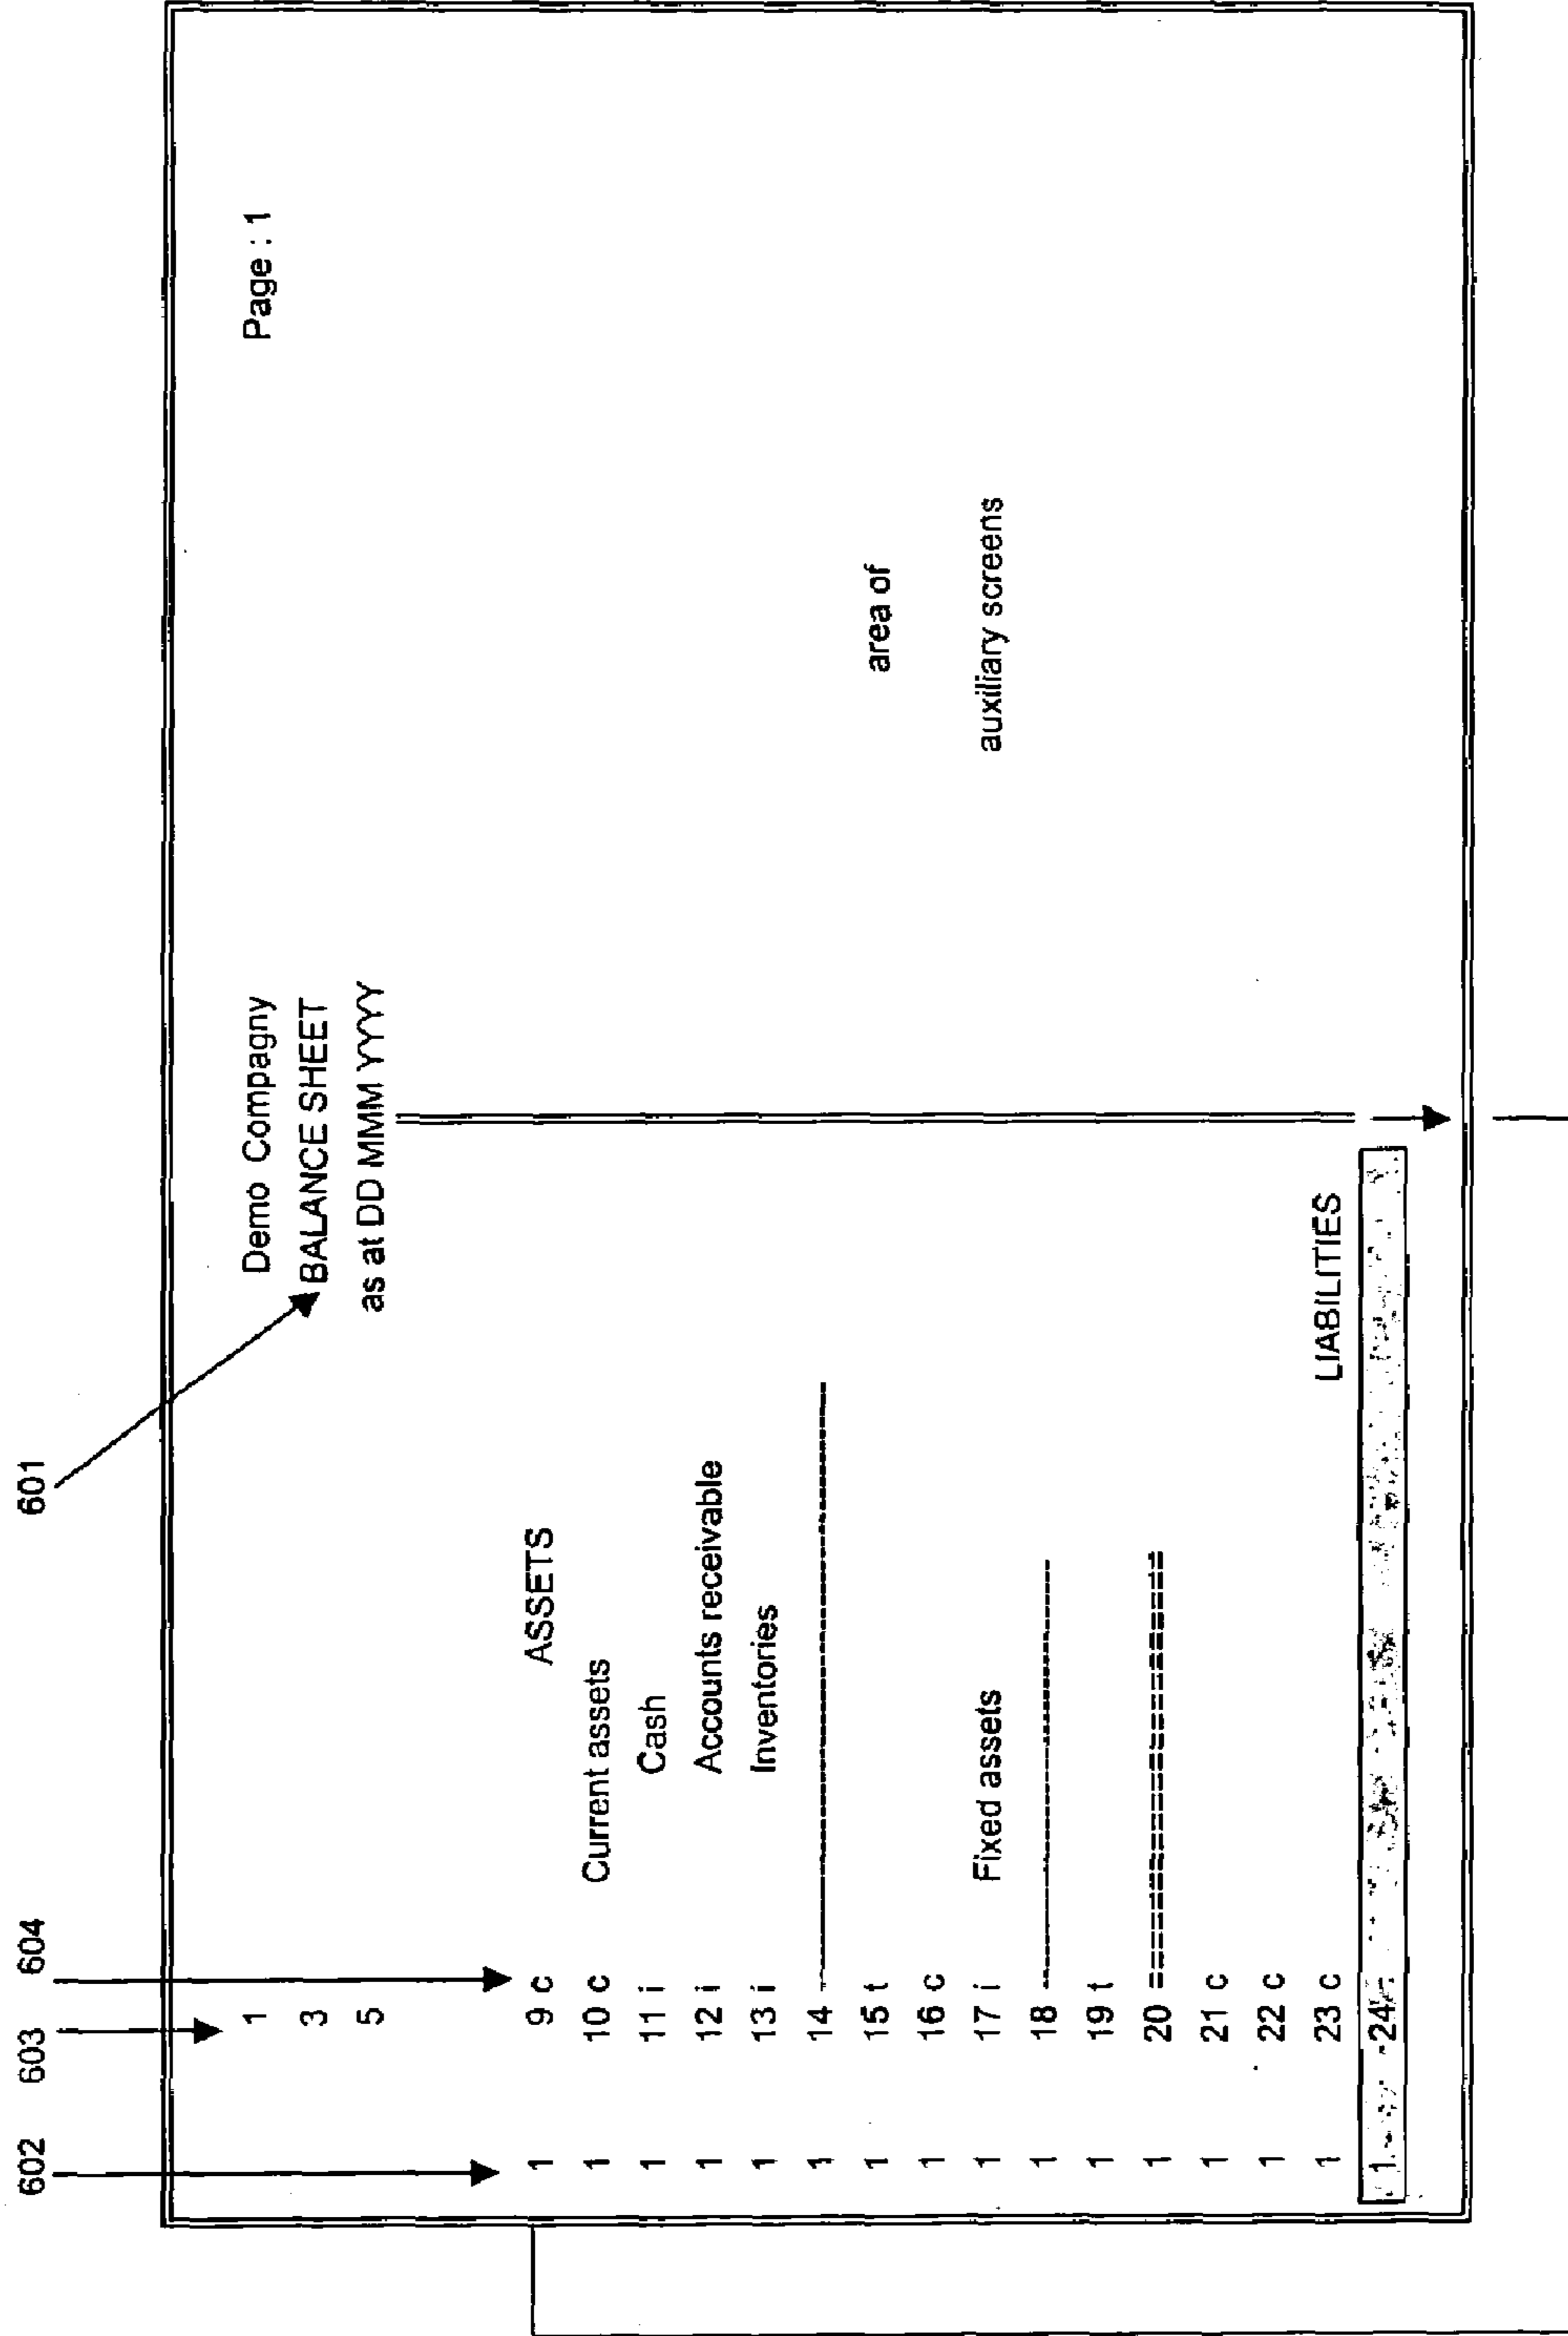 602 603 604 601
1 Demo Compagny Page : 1
3 BALANCE SHEET
5 as at DD MMM YYYY
1 9 c ASSETS
1 10 c Current assets
1 11 i Cash
1 12 i Accounts receivable
1 13 i Inventories
1 14 --------------------
1 15 t area of
1 16 c
1 17 i Fixed assets auxiliary screens
1 18 --------------------
1 19 t
1 20 ====================
1 21 c
1 22 c
1 23 c LIABILITIES
1 24